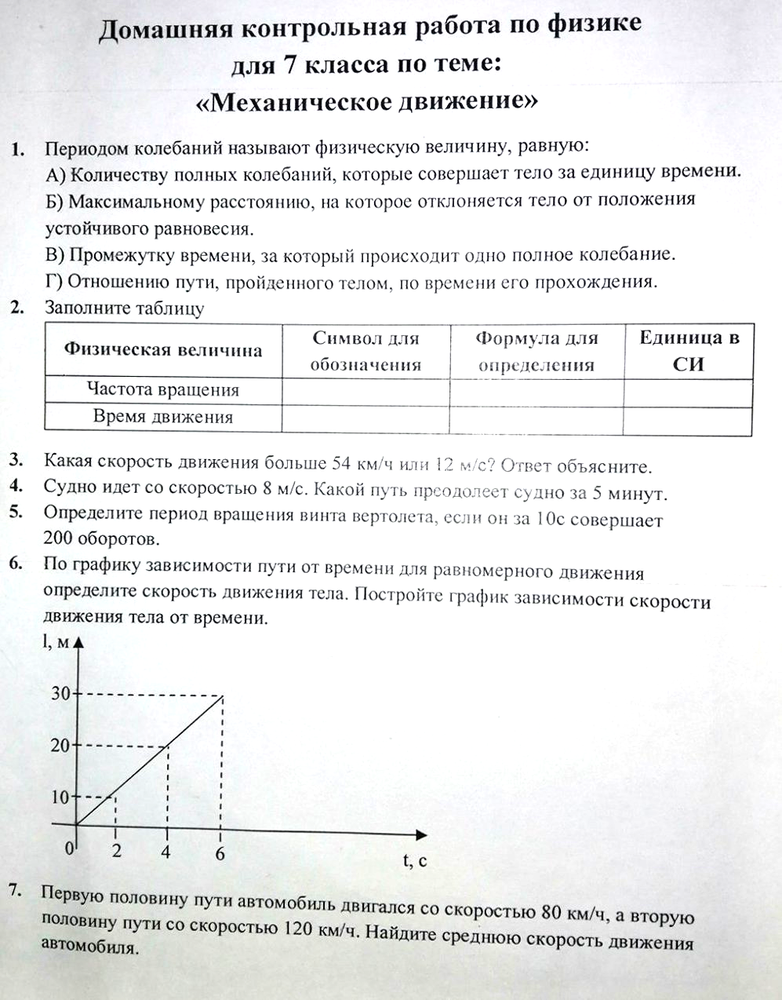 Домашняя контрольная работа по физике
для 7 класса по теме:
«Механическое движение»
1. Периодом колебаний называют физическую величину, равную:
А) Количеству полных колебаний, которые совершает тело за единицу времени.
Б) Максимальному расстоянию, на которое отклоняется тело от положения
устойчивого равновесия.
В) Промежутку времени, за который происходит одно полное колебание.
Г) Отношению пути, пройденного телом, по времени его прохождения.
2. Заполните таблицу
Физическая величина
Символ для
обозначения
Формула для
определения
Единица в
СИ
Частота вращения
Время движения
3. Какая скорость движения больше 54 км/ч или 12 м/с? Ответ объясните.
4. Судно идет со скоростью 8 м/с. Какой путь преодолеет судно за 5 минут.
5. Определите период вращения винта вертолета, если он за 10с совершает
200 оборотов.
6. По графику зависимости пути от времени для равномерного движения
определите скорость движения тела. Постройте график зависимости скорости
движения тела от времени.
l, м
30
20
10
0 2 4 6
t, с
7. Первую половину пути автомобиль двигался со скоростью 80 км/ч, а вторую
половину пути со скоростью 120 км/ч. Найдите среднюю скорость движения
автомобиля.